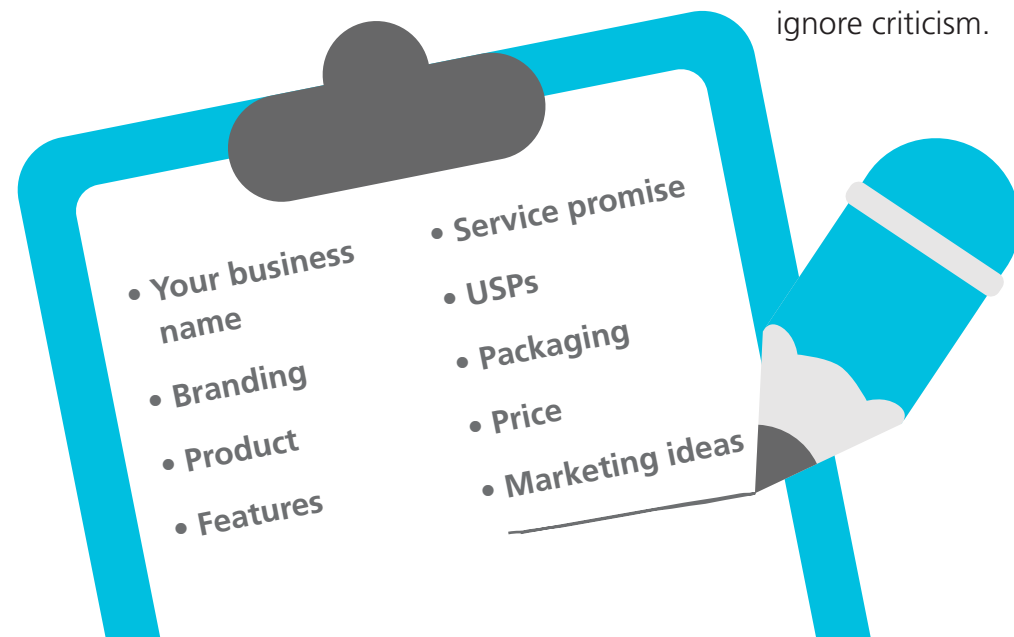 ignore criticism.
• Your business
name
• Branding
• Product
• Features
• Service promise
• USPs
• Packaging
• Price
• Marketing ideas